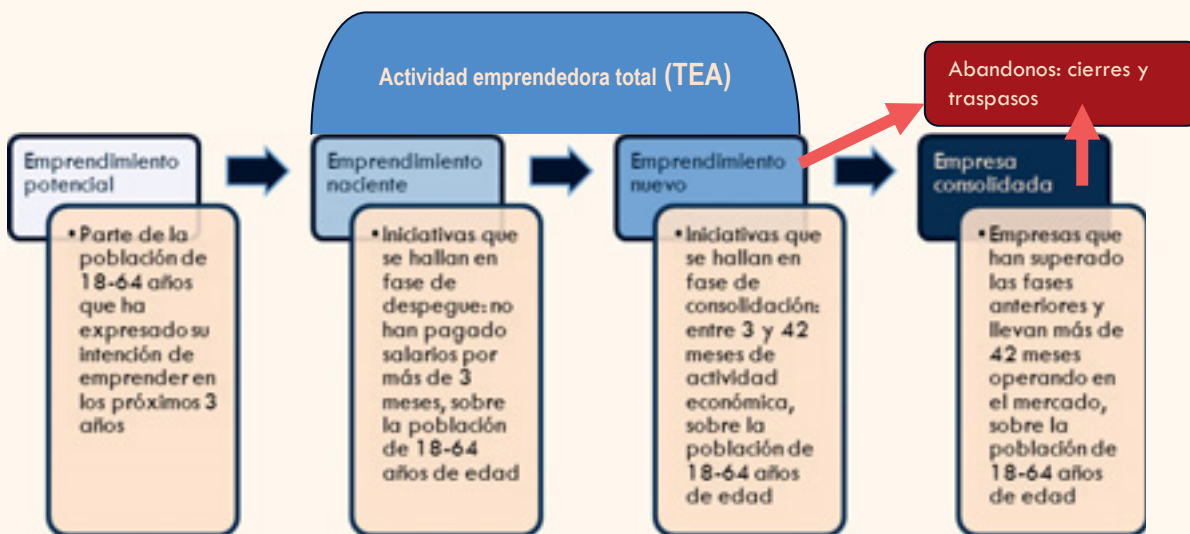 Actividad emprendedora total (TEA)
Abandonos: cierres y
traspasos
Emprendimiento
potencial
• Parte de la
población de
18-64 años
que ha
expresado su
intención de
emprender en
los próximos 3
años
Emprendimiento
naciente
• Iniciativas que
se hallan en
fase de
despegue: no
han pagado
salarios por
más de 3
meses, sobre
la población
de 18-64
años de edad
Emprendimiento
nuevo
• Iniciativas que
se hallan en
fase de
consolidación:
entre 3 y 42
meses de
actividad
económica,
sobre la
población de
18-64 años
de edad
Empresa
consolidada
• Empresas que
han superado
las fases
anteriores y
llevan más de
42 meses
operando en
el mercado,
sobre la
población de
18-64 años
de edad